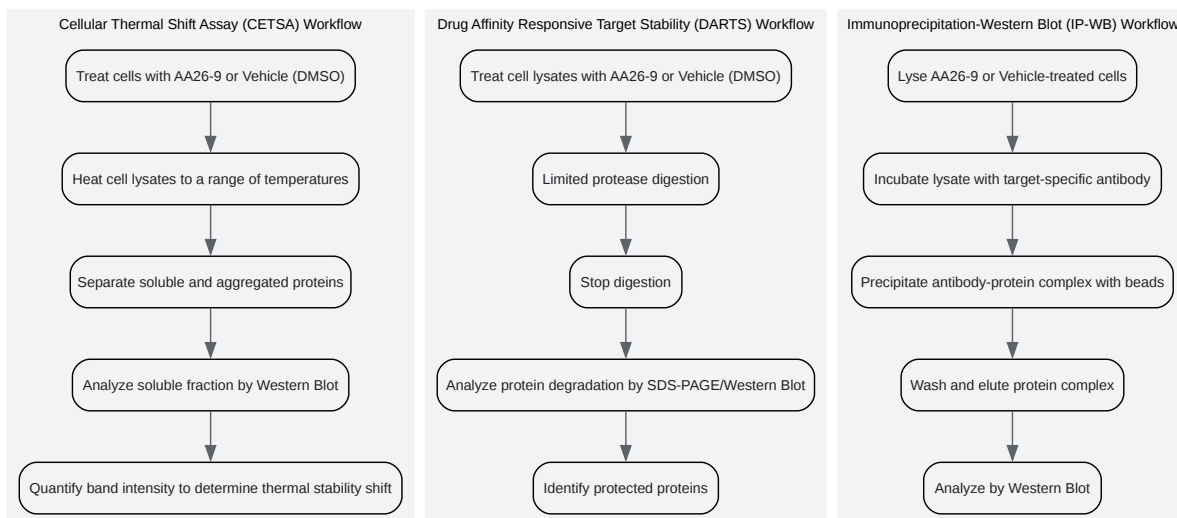 Cellular Thermal Shift Assay (CETSA) Workflow
Treat cells with AA26-9 or Vehicle (DMSO)
Heat cell lysates to a range of temperatures
Separate soluble and aggregated proteins
Analyze soluble fraction by Western Blot
Quantify band intensity to determine thermal stability shift
Drug Affinity Responsive Target Stability (DARTS) Workflow
Treat cell lysates with AA26-9 or Vehicle (DMSO)
Limited protease digestion
Stop digestion
Analyze protein degradation by SDS-PAGE/Western Blot
Identify protected proteins
Immunoprecipitation-Western Blot (IP-WB) Workflow
Lyse AA26-9 or Vehicle-treated cells
Incubate lysate with target-specific antibody
Precipitate antibody-protein complex with beads
Wash and elute protein complex
Analyze by Western Blot